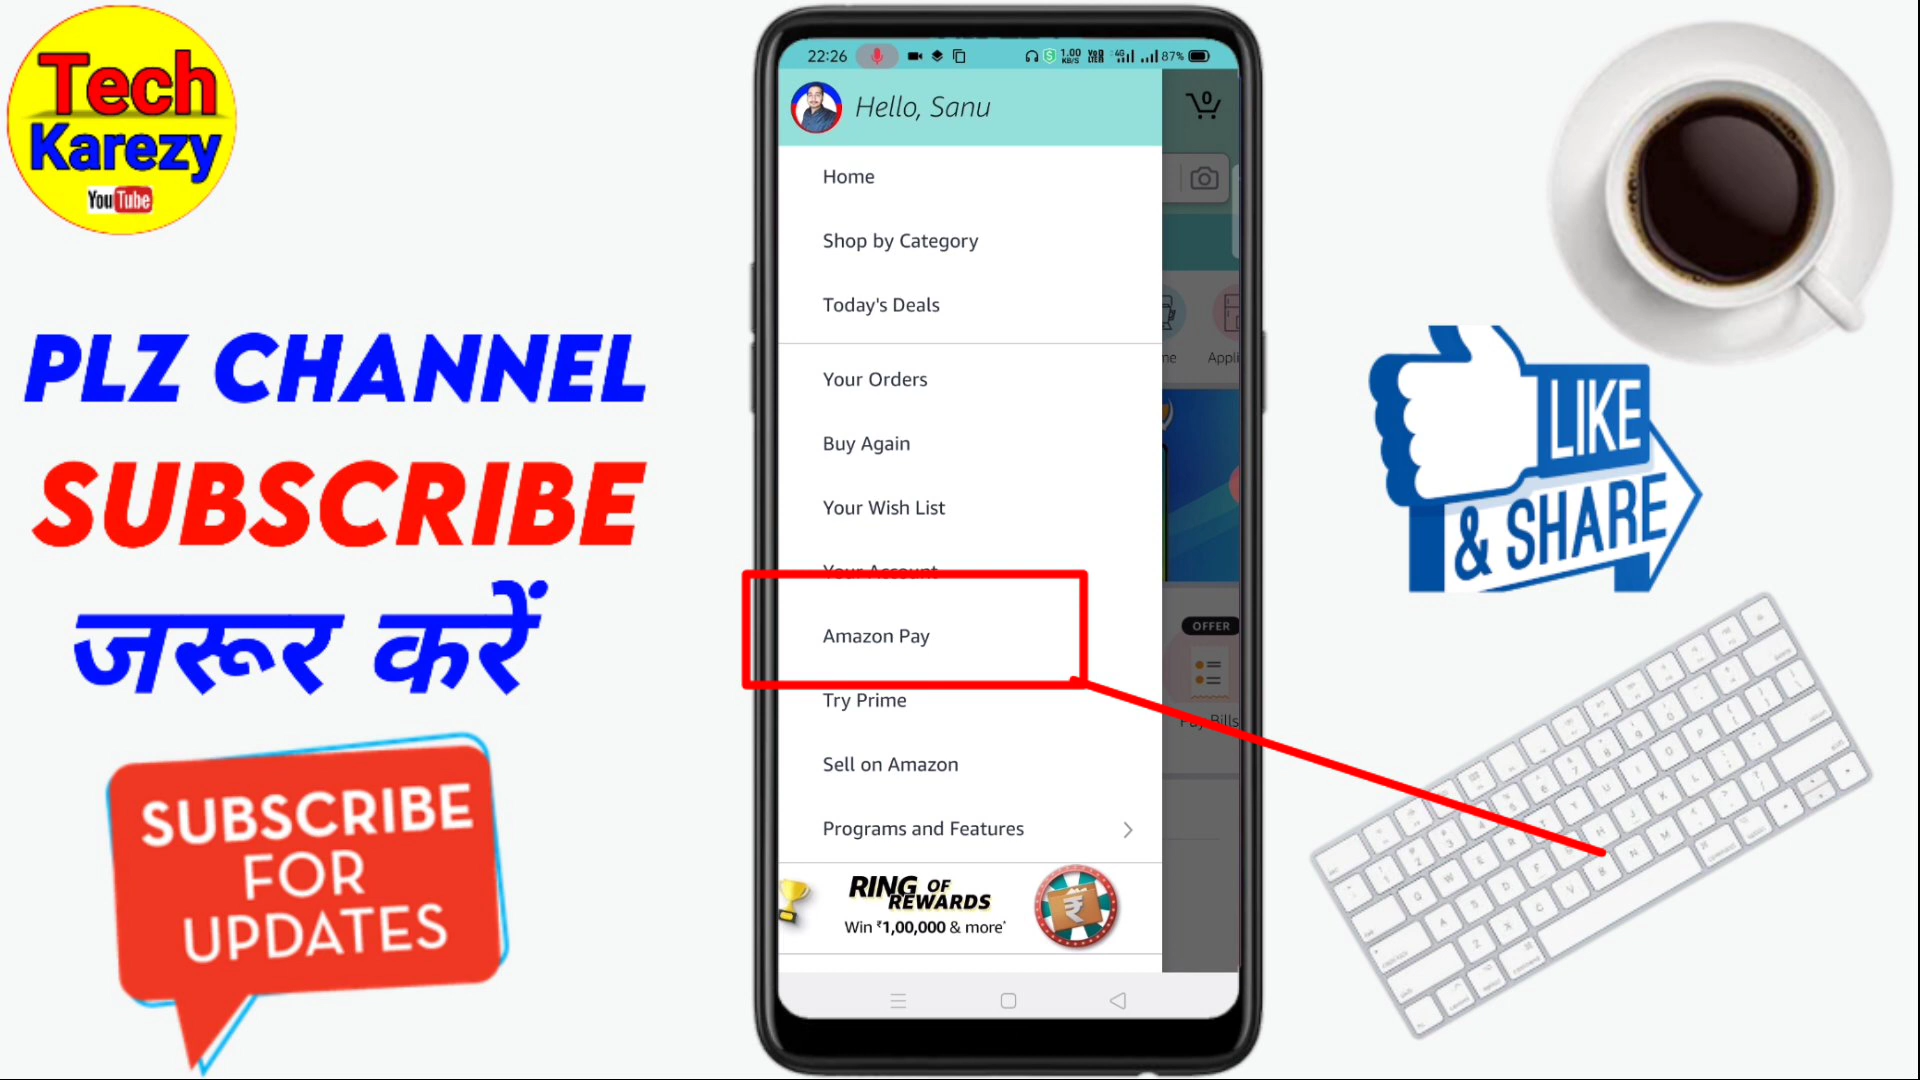 Tech
Karezy
YouTube
PLZ CHANNEL
SUBSCRIBE
जरूर करें
SUBSCRIBE
FOR
UPDATES
22:26
1.00
KB/S
4G
87%
Hello, Sanu
0
Home
Shop by Category
Today's Deals
Your Orders
Buy Again
Your Wish List
Your Account
Amazon Pay
Try Prime
Sell on Amazon
Programs and Features
RING OF
REWARDS
Win ₹1,00,000 & more*
Appli
OFFER
Pay Bills
LIKE
& SHARE